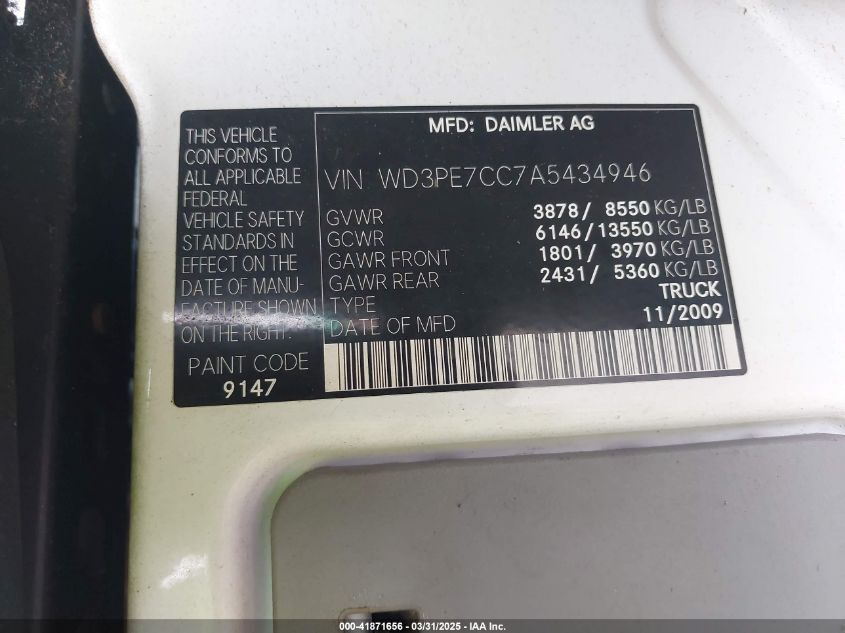 MFD: DAIMLER AG
THIS VEHICLE
CONFORMS TO
ALL APPLICABLE
FEDERAL
VEHICLE SAFETY
STANDARDS IN
EFFECT ON THE
DATE OF MANU-
FACTURE SHOWN
ON THE RIGHT.
PAINT CODE
9147
VIN WD3PE7CC7A5434946
GVWR 3878/ 8550 KG/LB
GCWR 6146/13550 KG/LB
GAWR FRONT 1801/ 3970 KG/LB
GAWR REAR 2431/ 5360 KG/LB
TYPE TRUCK
DATE OF MFD 11/2009
000-41871656 — 03/31/2025 — IAA Inc.